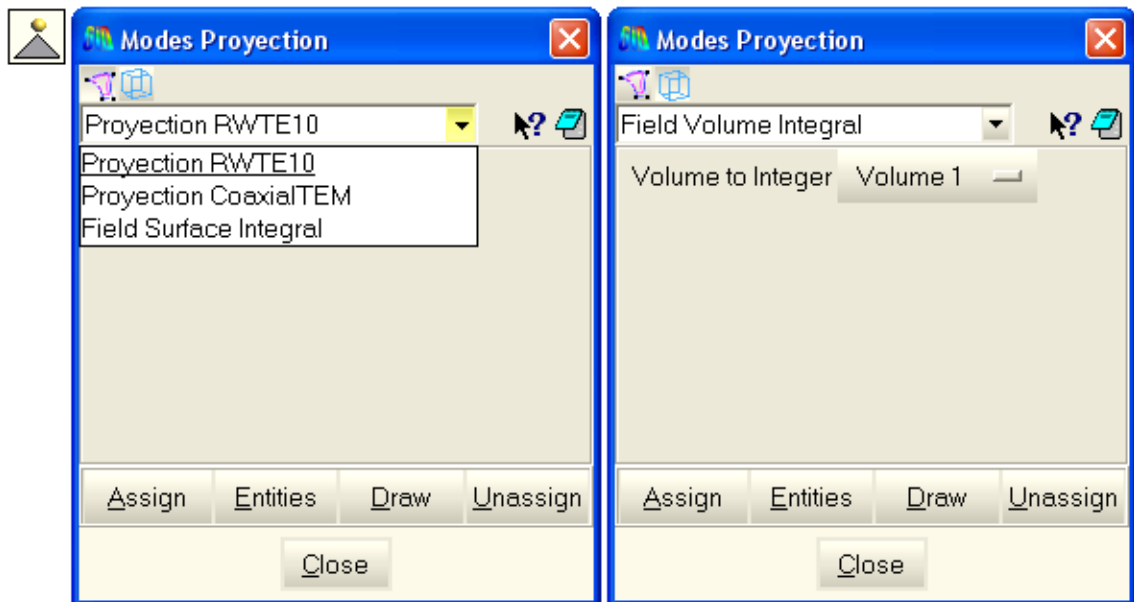 Modes Proyection
Proyection RWTE10
Proyection RWTE10
Proyection CoaxialTEM
Field Surface Integral
Assign Entities Draw Unassign
Close
Modes Proyection
Field Volume Integral
Volume to Integer Volume 1
Assign Entities Draw Unassign
Close